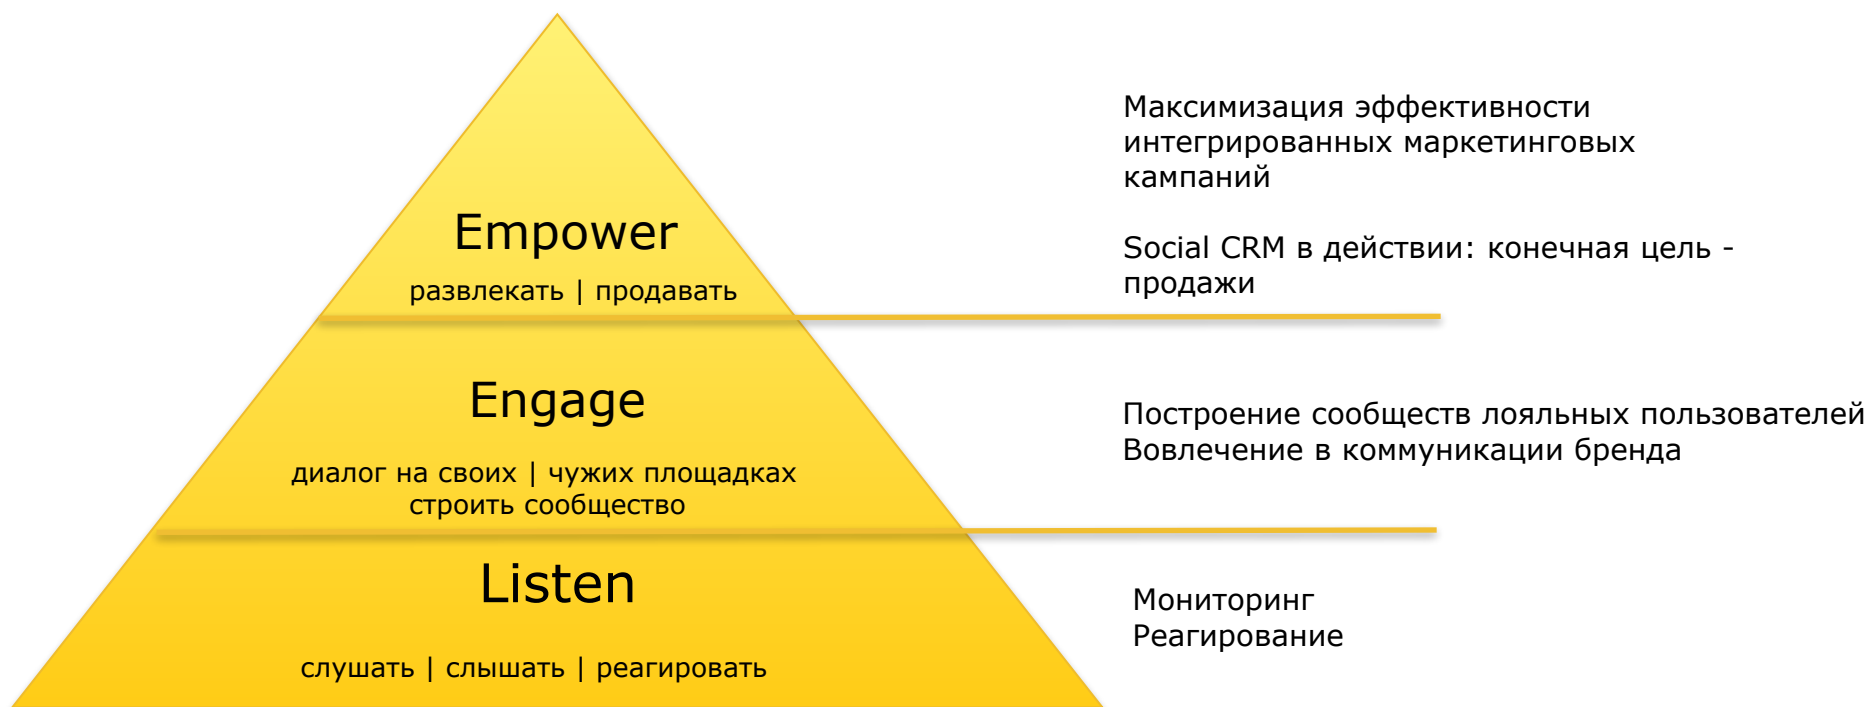 Максимизация эффективности
интегрированных маркетинговых
кампаний
Empower
Social CRM в действии: конечная цель -
продажи
развлекать | продавать
Engage
Построение сообществ лояльных пользователей
Вовлечение в коммуникации бренда
диалог на своих | чужих площадках
строить сообщество
Listen
Мониторинг
Реагирование
слушать | слышать | реагировать